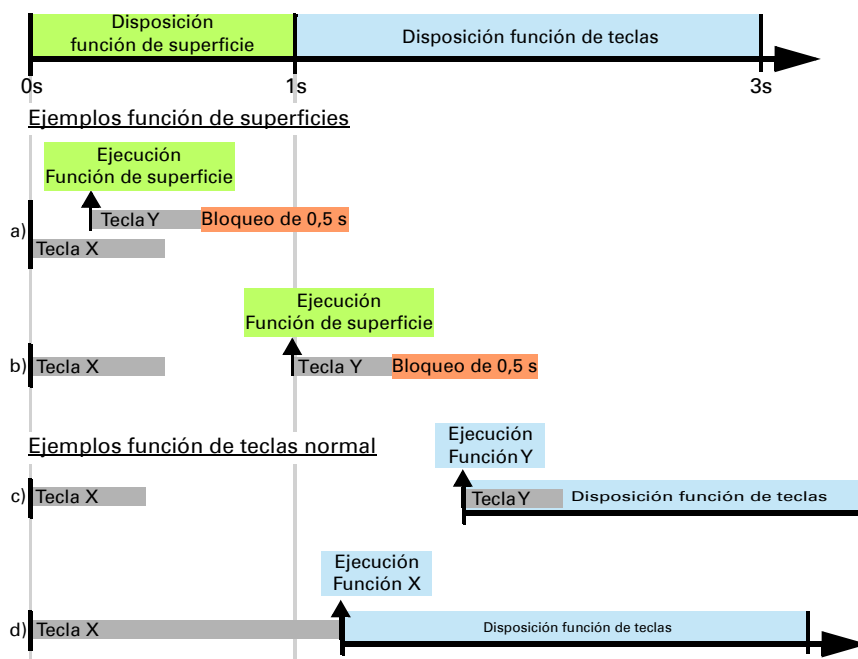 Disposición
función de superficie
Disposición función de teclas
0s
1s
3s
Ejemplos función de superficies
Ejecución
Función de superficie
Tecla Y
Bloqueo de 0,5 s
a)
Tecla X
Ejecución
Función de superficie
b)
Tecla X
Tecla Y
Bloqueo de 0,5 s
Ejemplos función de teclas normal
Ejecución
Función Y
c)
Tecla X
Tecla Y
Disposición función de teclas
Ejecución
Función X
d)
Tecla X
Disposición función de teclas